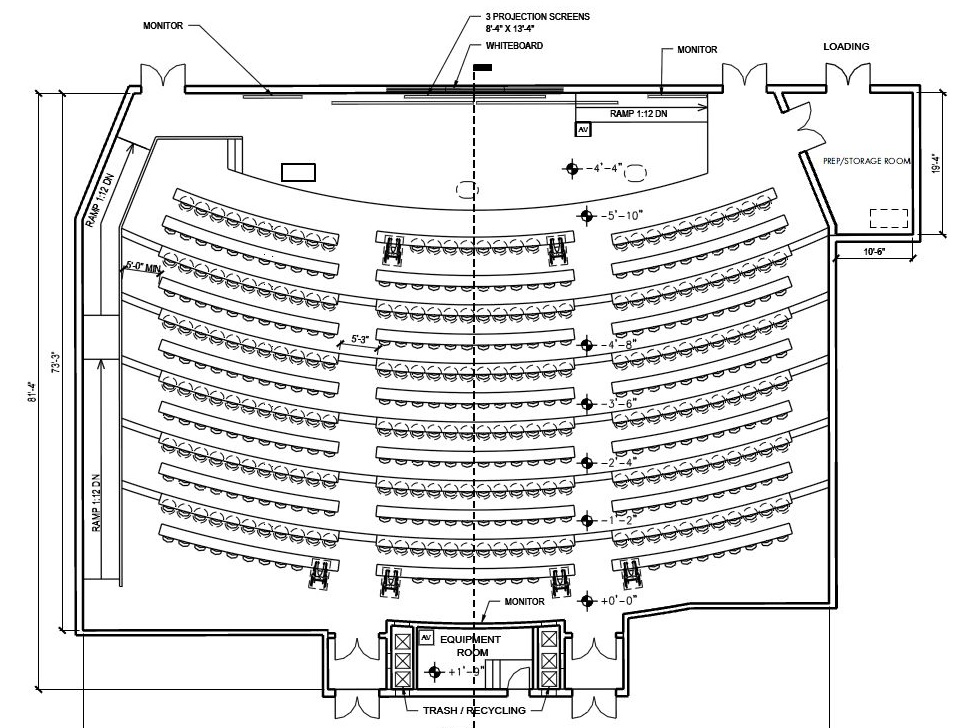 3 PROJECTION SCREENS
8'-4" X 13'-4"
MONITOR
WHITEBOARD
MONITOR
LOADING
RAMP 1:12 DN
AV
PREP/STORAGE ROOM
19'-4"
-4'-4"
RAMP 1:12 DN
-5'-10"
10'-6"
5'-0" MIN
5'-3"
-4'-8"
73'-3"
81'-4"
-3'-6"
-2'-4"
RAMP 1:12 DN
-1'-2"
MONITOR
+0'-0"
AV
EQUIPMENT
ROOM
+1'-9"
TRASH / RECYCLING